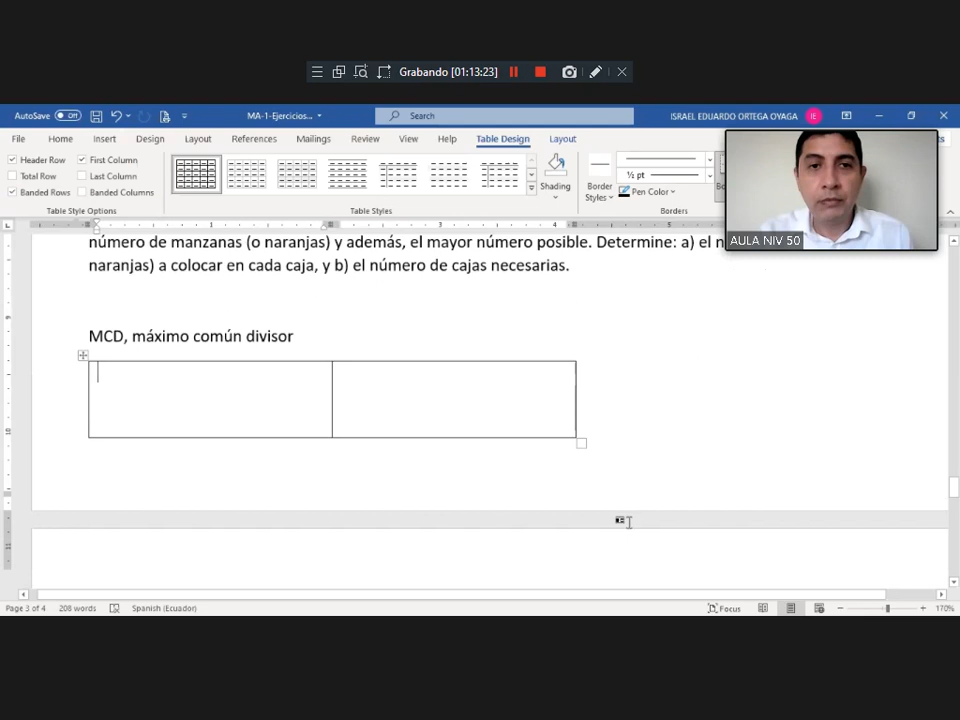 Grabando [01:13:23]
AutoSave Off MA-1-Ejercicios... Search ISRAEL EDUARDO ORTEGA OYAGA IE
File Home Insert Design Layout References Mailings Review View Help Table Design Layout
Header Row First Column
Total Row Last Column
Banded Rows Banded Columns
Table Style Options
Table Styles
Shading
Border Styles
½ pt
Pen Color
Borders
AULA NIV 50
número de manzanas (o naranjas) y además, el mayor número posible. Determine: a) el
naranjas) a colocar en cada caja, y b) el número de cajas necesarias.
MCD, máximo común divisor
Page 3 of 4 208 words Spanish (Ecuador) Focus 170%